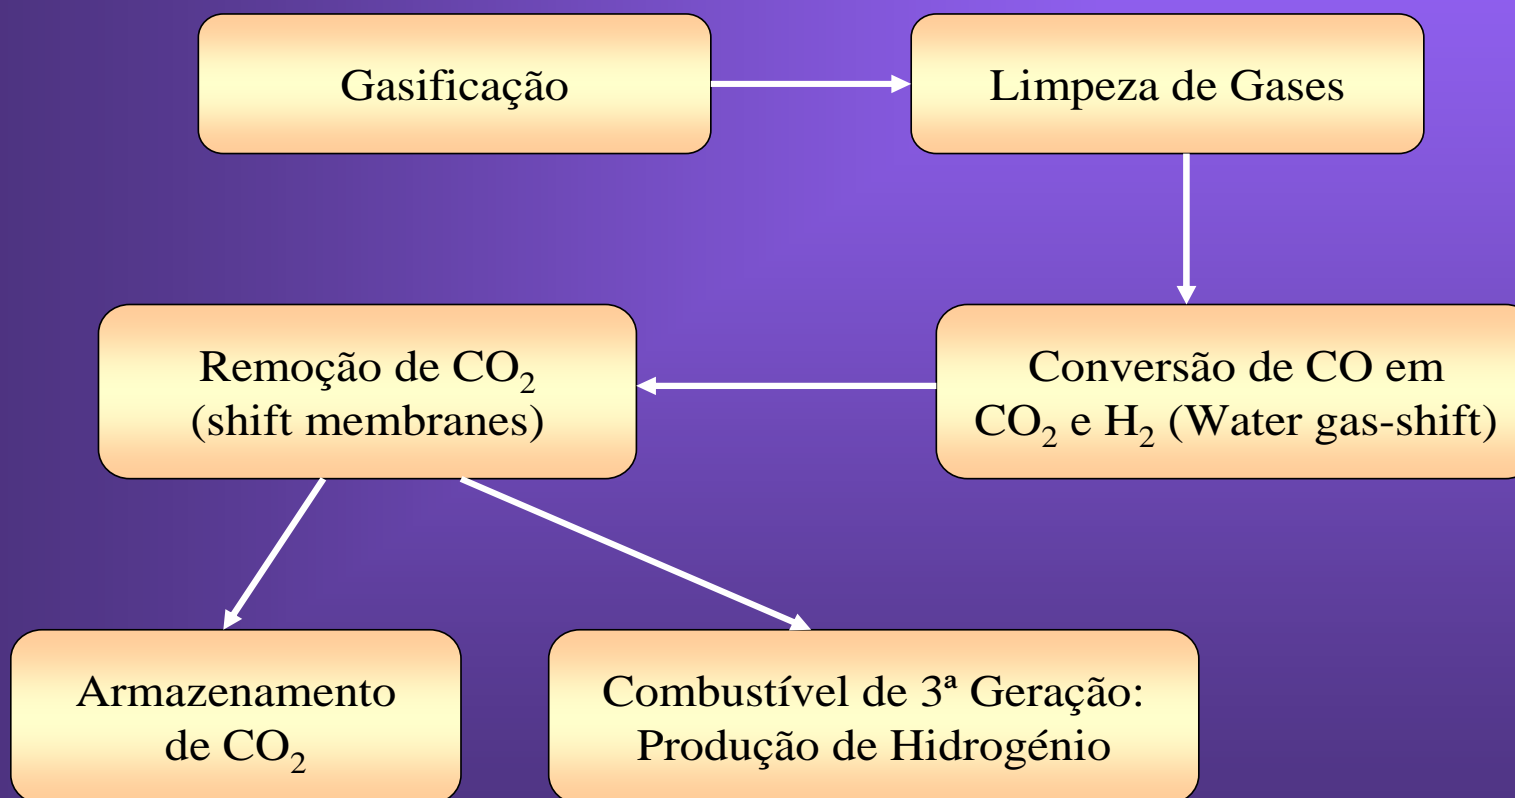 Gasificação
Limpeza de Gases
Remoção de CO₂
(shift membranes)
Conversão de CO em
CO₂ e H₂ (Water gas-shift)
Armazenamento
de CO₂
Combustível de 3ª Geração:
Produção de Hidrogénio